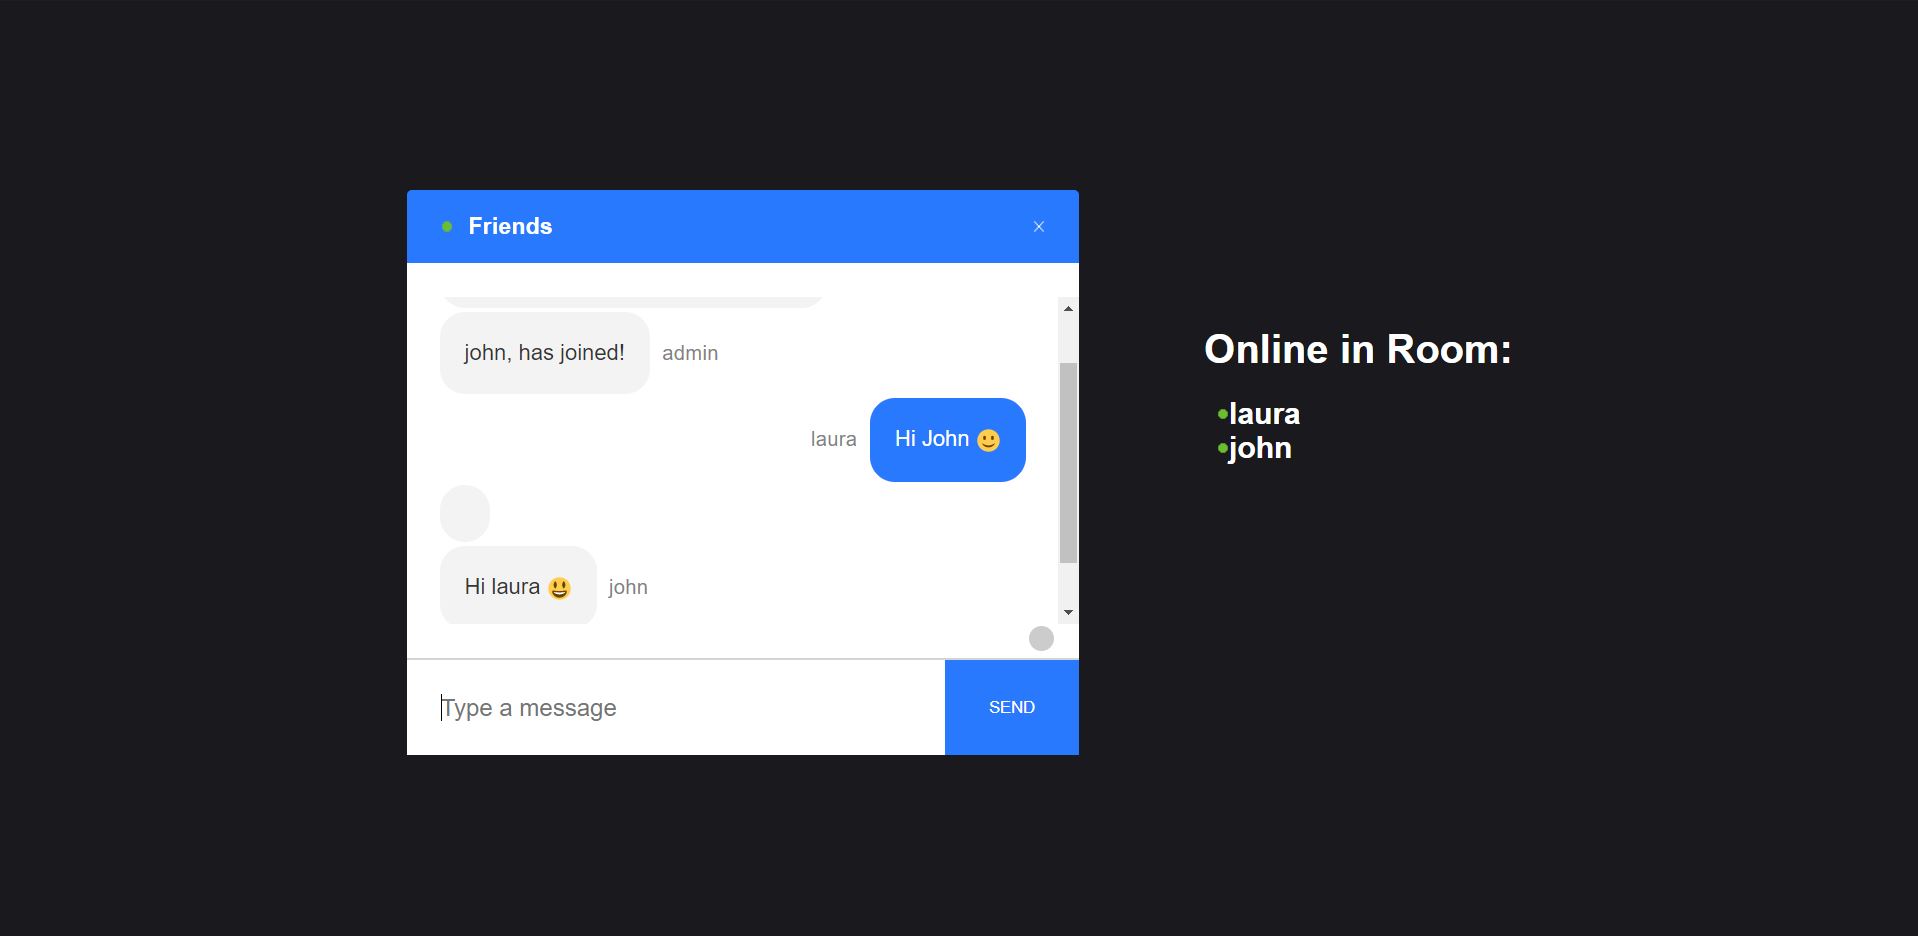 Friends
john, has joined! admin
laura Hi John 🙂
Hi laura 😃 john
Type a message
SEND
Online in Room:
laura
john